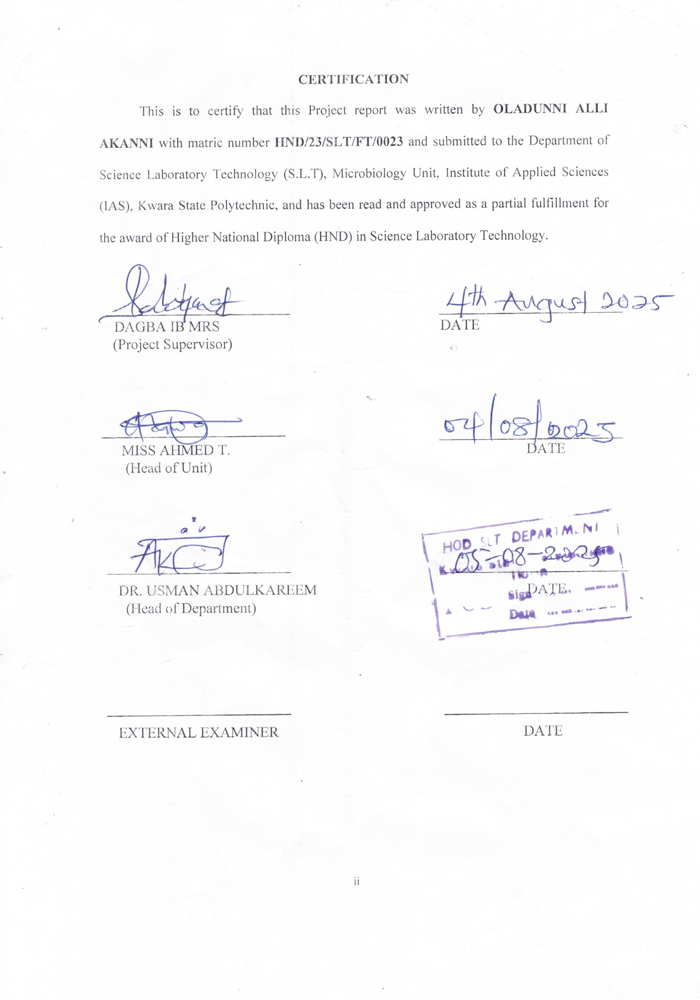 CERTIFICATION
This is to certify that this Project report was written by OLADUNNI ALLI
AKANNI with matric number HND/23/SLT/FT/0023 and submitted to the Department of
Science Laboratory Technology (S.L.T), Microbiology Unit, Institute of Applied Sciences
(IAS), Kwara State Polytechnic, and has been read and approved as a partial fulfillment for
the award of Higher National Diploma (HND) in Science Laboratory Technology.
4th August 2025
DAGBA IB MRS
DATE
(Project Supervisor)
04/08/2025
MISS AHMED T.
DATE
(Head of Unit)
HOD SLT
05-08-2025
DR. USMAN ABDULKAREEM
DATE
Sign
(Head of Department)
Date
EXTERNAL EXAMINER
DATE
ii